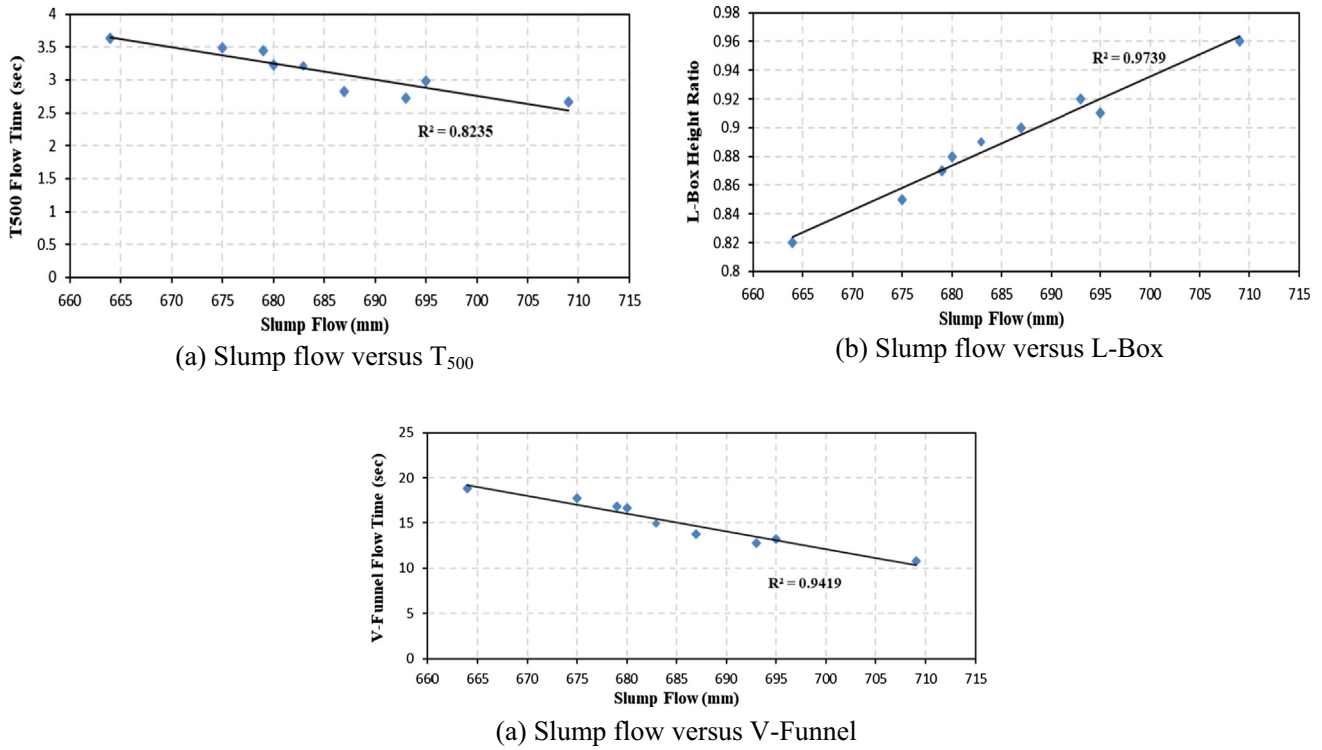 4
3.5
3
2.5
2
1.5
1
0.5
0
T500 Flow Time (sec)
R² = 0.8235
660 665 670 675 680 685 690 695 700 705 710 715
Slump Flow (mm)
(a) Slump flow versus T₅₀₀
0.98
0.96
0.94
0.92
0.9
0.88
0.86
0.84
0.82
0.8
L-Box Height Ratio
R² = 0.9739
660 665 670 675 680 685 690 695 700 705 710 715
Slump Flow (mm)
(b) Slump flow versus L-Box
25
20
15
10
5
0
V-Funnel Flow Time (sec)
R² = 0.9419
660 665 670 675 680 685 690 695 700 705 710 715
Slump Flow (mm)
(a) Slump flow versus V-Funnel